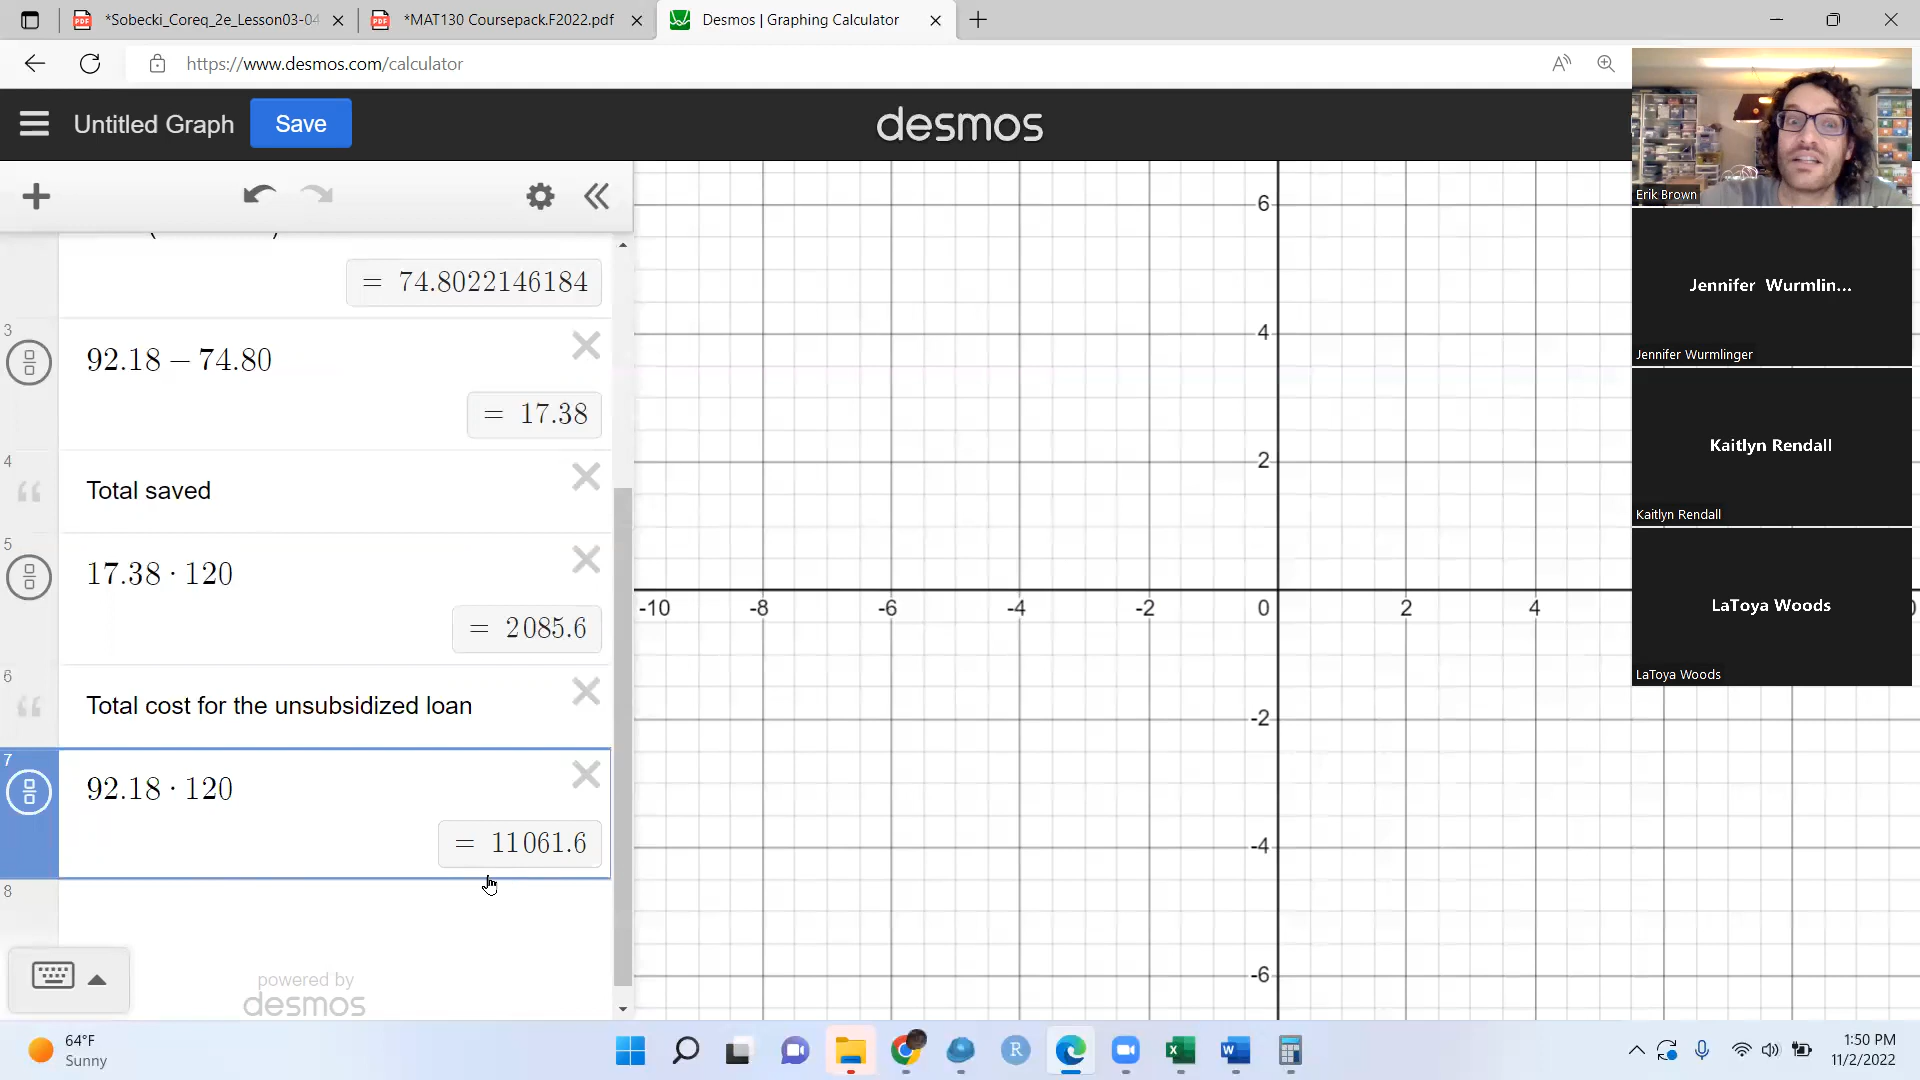 *Sobecki_Coreq_2e_Lesson03-04
*MAT130 Coursepack.F2022.pdf
Desmos | Graphing Calculator
https://www.desmos.com/calculator
Untitled Graph
Save
desmos
= 74.8022146184
3
92.18 − 74.80
= 17.38
4
Total saved
5
17.38 · 120
= 2085.6
6
Total cost for the unsubsidized loan
7
92.18 · 120
= 11061.6
8
powered by
desmos
6
4
2
-10 -8 -6 -4 -2 0 2 4
-2
-4
-6
Erik Brown
Jennifer Wurmlin...
Jennifer Wurmlinger
Kaitlyn Rendall
Kaitlyn Rendall
LaToya Woods
LaToya Woods
64°F
Sunny
1:50 PM
11/2/2022